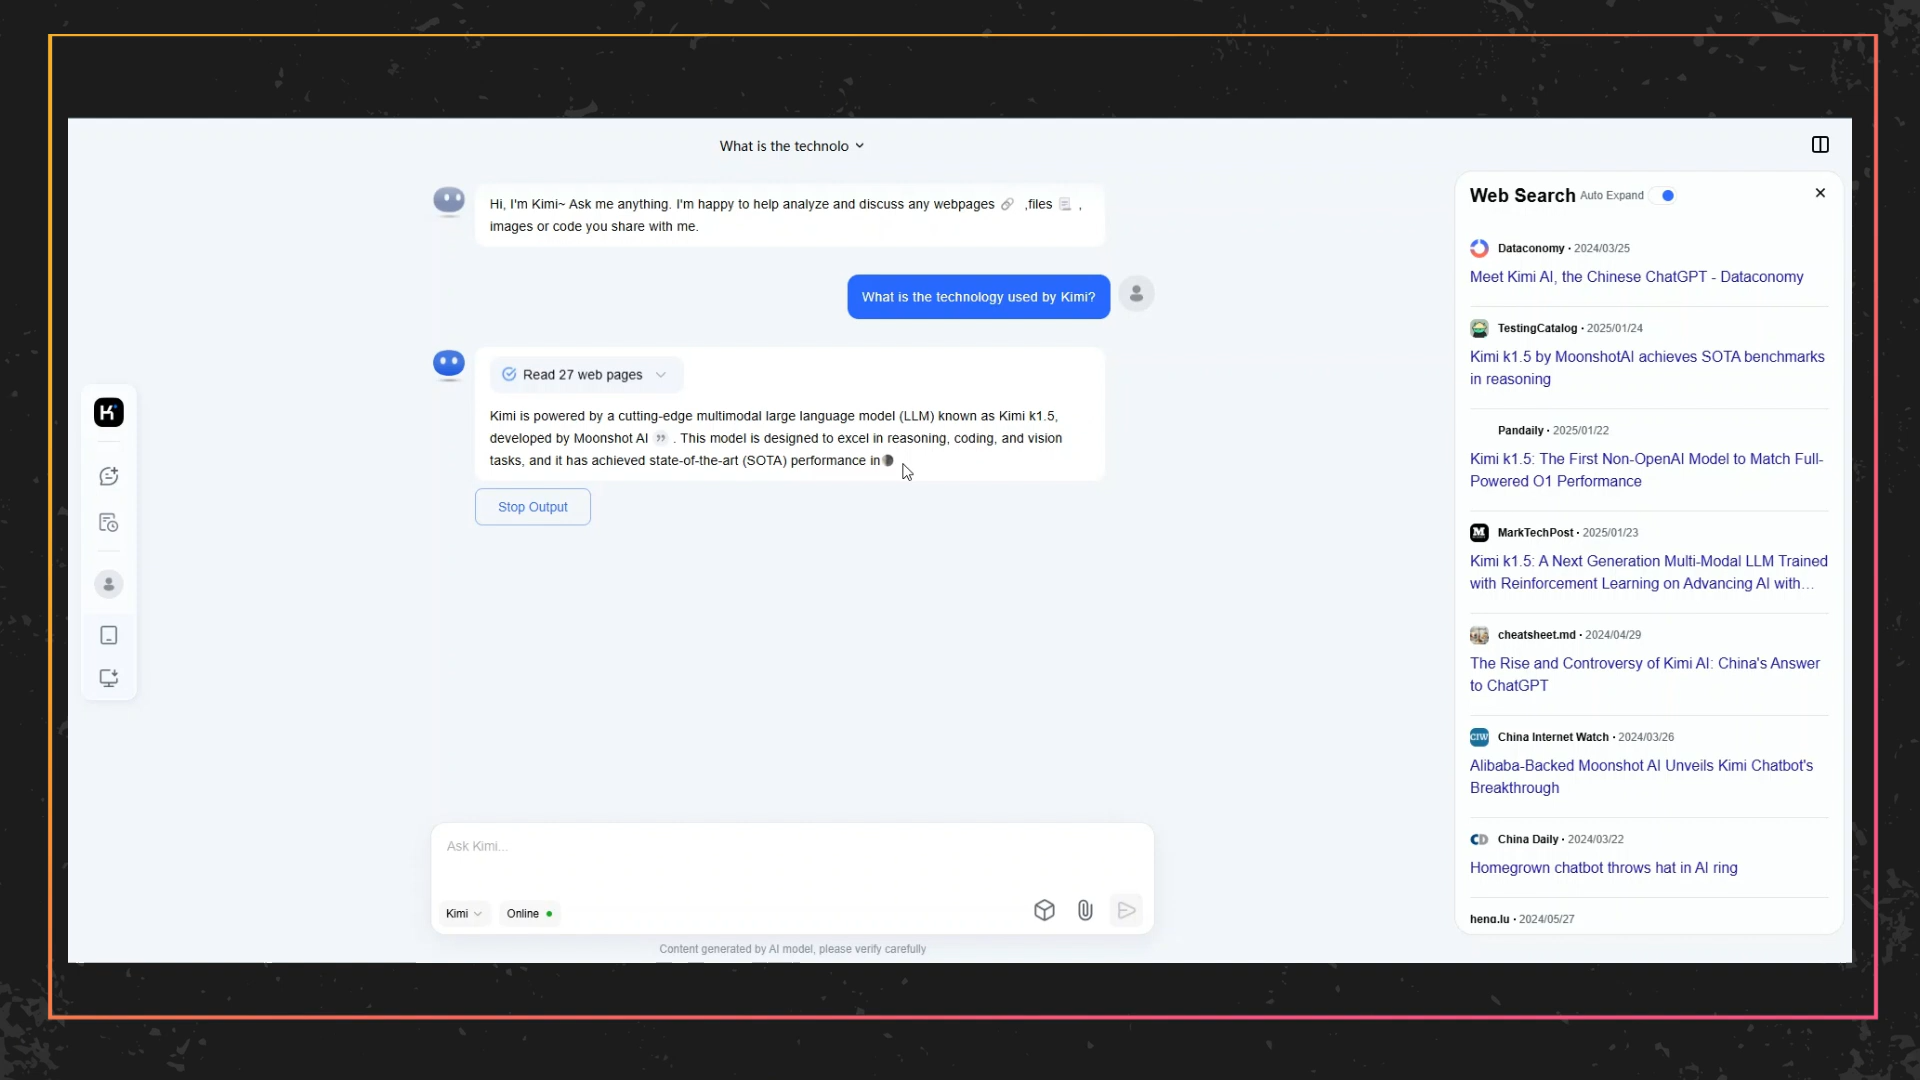 What is the technolo
Hi, I'm Kimi~ Ask me anything. I'm happy to help analyze and discuss any webpages 🔗 ,files 📃 ,
images or code you share with me.
What is the technology used by Kimi?
Read 27 web pages
Kimi is powered by a cutting-edge multimodal large language model (LLM) known as Kimi k1.5,
developed by Moonshot AI ” . This model is designed to excel in reasoning, coding, and vision
tasks, and it has achieved state-of-the-art (SOTA) performance in
Stop Output
Ask Kimi...
Kimi
Online
Content generated by AI model, please verify carefully
Web Search Auto Expand
Dataconomy · 2024/03/25
Meet Kimi AI, the Chinese ChatGPT - Dataconomy
TestingCatalog · 2025/01/24
Kimi k1.5 by MoonshotAI achieves SOTA benchmarks
in reasoning
Pandaily · 2025/01/22
Kimi k1.5: The First Non-OpenAI Model to Match Full-
Powered O1 Performance
M MarkTechPost · 2025/01/23
Kimi k1.5: A Next Generation Multi-Modal LLM Trained
with Reinforcement Learning on Advancing AI with…
cheatsheet.md · 2024/04/29
The Rise and Controversy of Kimi AI: China's Answer
to ChatGPT
CIW China Internet Watch · 2024/03/26
Alibaba-Backed Moonshot AI Unveils Kimi Chatbot's
Breakthrough
CD China Daily · 2024/03/22
Homegrown chatbot throws hat in AI ring
heng.lu · 2024/05/27
K